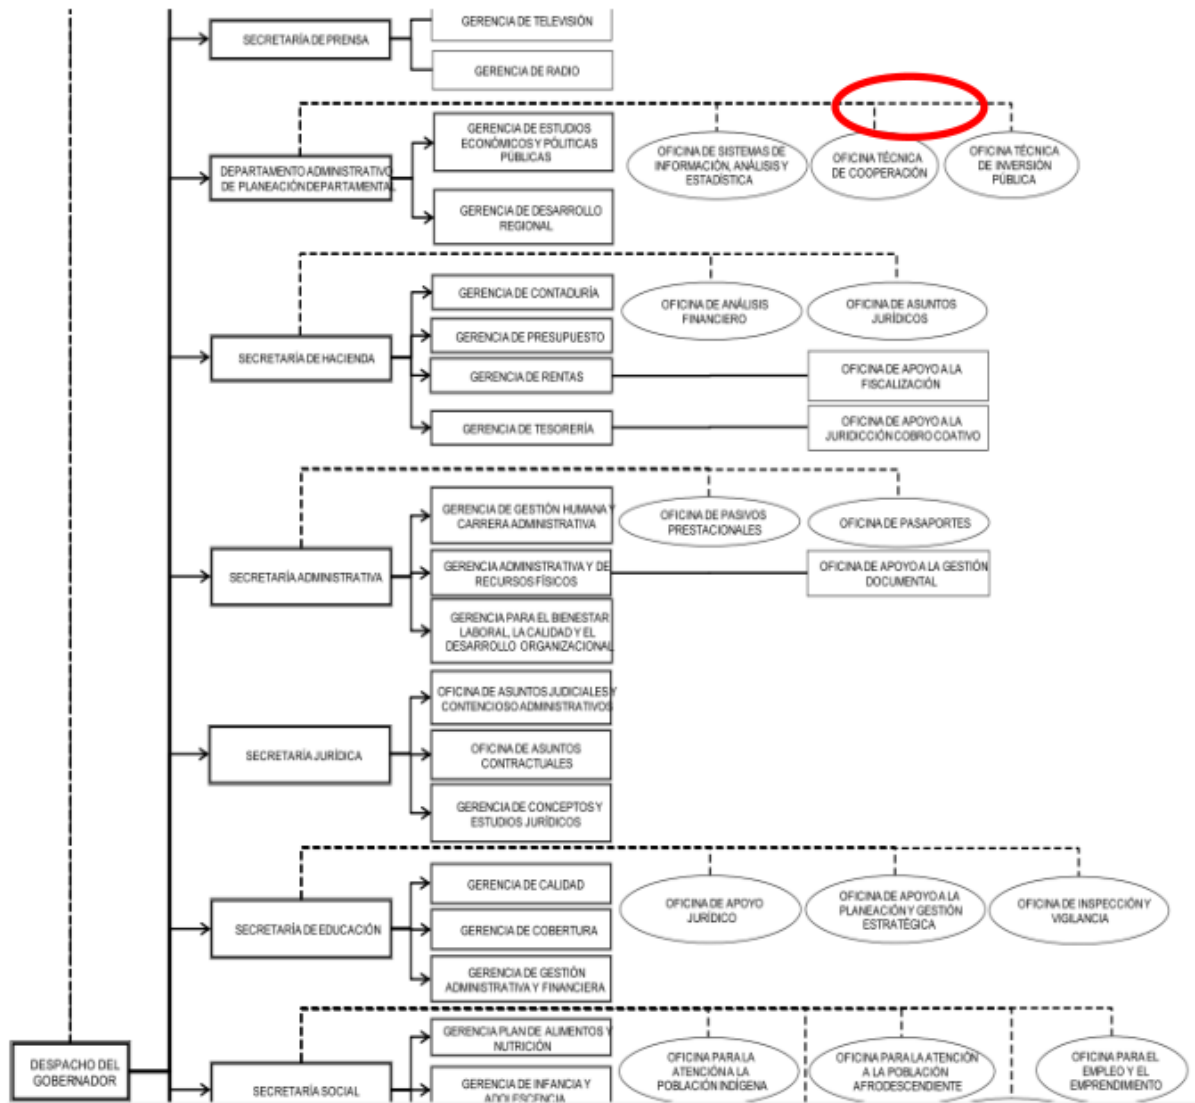 GERENCIA DE TELEVISIÓN
SECRETARÍA DE PRENSA
GERENCIA DE RADIO
GERENCIA DE ESTUDIOS
ECONÓMICOS Y PÓLITICAS
PÚBLICAS
OFICINA DE SISTEMAS DE
INFORMACIÓN, ANÁLISIS Y
ESTADÍSTICA
OFICINA TÉCNICA
DE COOPERACIÓN
OFICINA TÉCNICA
DE INVERSIÓN
PÚBLICA
DEPARTAMENTO ADMINISTRATIVO
DE PLANEACIÓN DEPARTAMENTAL
GERENCIA DE DESARROLLO
REGIONAL
GERENCIA DE CONTADURÍA
OFICINA DE ANÁLISIS
FINANCIERO
OFICINA DE ASUNTOS
JURÍDICOS
GERENCIA DE PRESUPUESTO
SECRETARÍA DE HACIENDA
GERENCIA DE RENTAS
OFICINA DE APOYO A LA
FISCALIZACIÓN
GERENCIA DE TESORERÍA
OFICINA DE APOYO A LA
JURIDICCIÓN COBRO COATIVO
GERENCIA DE GESTIÓN HUMANA Y
CARRERA ADMINISTRATIVA
OFICINA DE PASIVOS
PRESTACIONALES
OFICINA DE PASAPORTES
SECRETARÍA ADMINISTRATIVA
GERENCIA ADMINISTRATIVA Y DE
RECURSOS FÍSICOS
OFICINA DE APOYO A LA GESTIÓN
DOCUMENTAL
GERENCIA PARA EL BIENESTAR
LABORAL, LA CALIDAD Y EL
DESARROLLO ORGANIZACIONAL
OFICINA DE ASUNTOS JUDICIALES Y
CONTENCIOSO ADMINISTRATIVOS
SECRETARÍA JURÍDICA
OFICINA DE ASUNTOS
CONTRACTUALES
GERENCIA DE CONCEPTOS Y
ESTUDIOS JURÍDICOS
GERENCIA DE CALIDAD
OFICINA DE APOYO
JURÍDICO
OFICINA DE APOYO A LA
PLANEACIÓN Y GESTIÓN
ESTRATÉGICA
OFICINA DE INSPECCIÓN Y
VIGILANCIA
SECRETARÍA DE EDUCACIÓN
GERENCIA DE COBERTURA
GERENCIA DE GESTIÓN
ADMINISTRATIVA Y FINANCIERA
GERENCIA PLAN DE ALIMENTOS Y
NUTRICIÓN
OFICINA PARA LA
ATENCIÓN A LA
POBLACIÓN INDÍGENA
OFICINA PARA LA ATENCIÓN
A LA POBLACIÓN
AFRODESCENDIENTE
OFICINA PARA EL
EMPLEO Y EL
EMPRENDIMIENTO
DESPACHO DEL
GOBERNADOR
SECRETARÍA SOCIAL
GERENCIA DE INFANCIA Y
ADOLESCENCIA